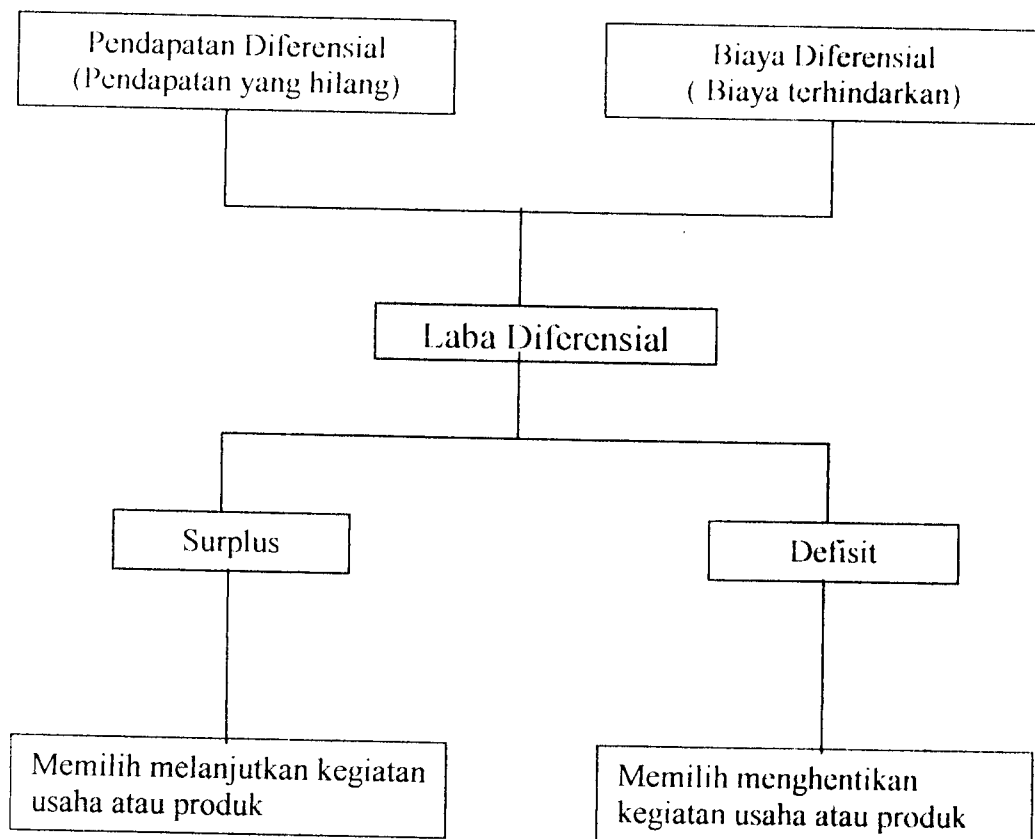 Pendapatan Diferensial
(Pendapatan yang hilang)
Biaya Diferensial
( Biaya terhindarkan)
Laba Diferensial
Surplus
Defisit
Memilih melanjutkan kegiatan
usaha atau produk
Memilih menghentikan
kegiatan usaha atau produk